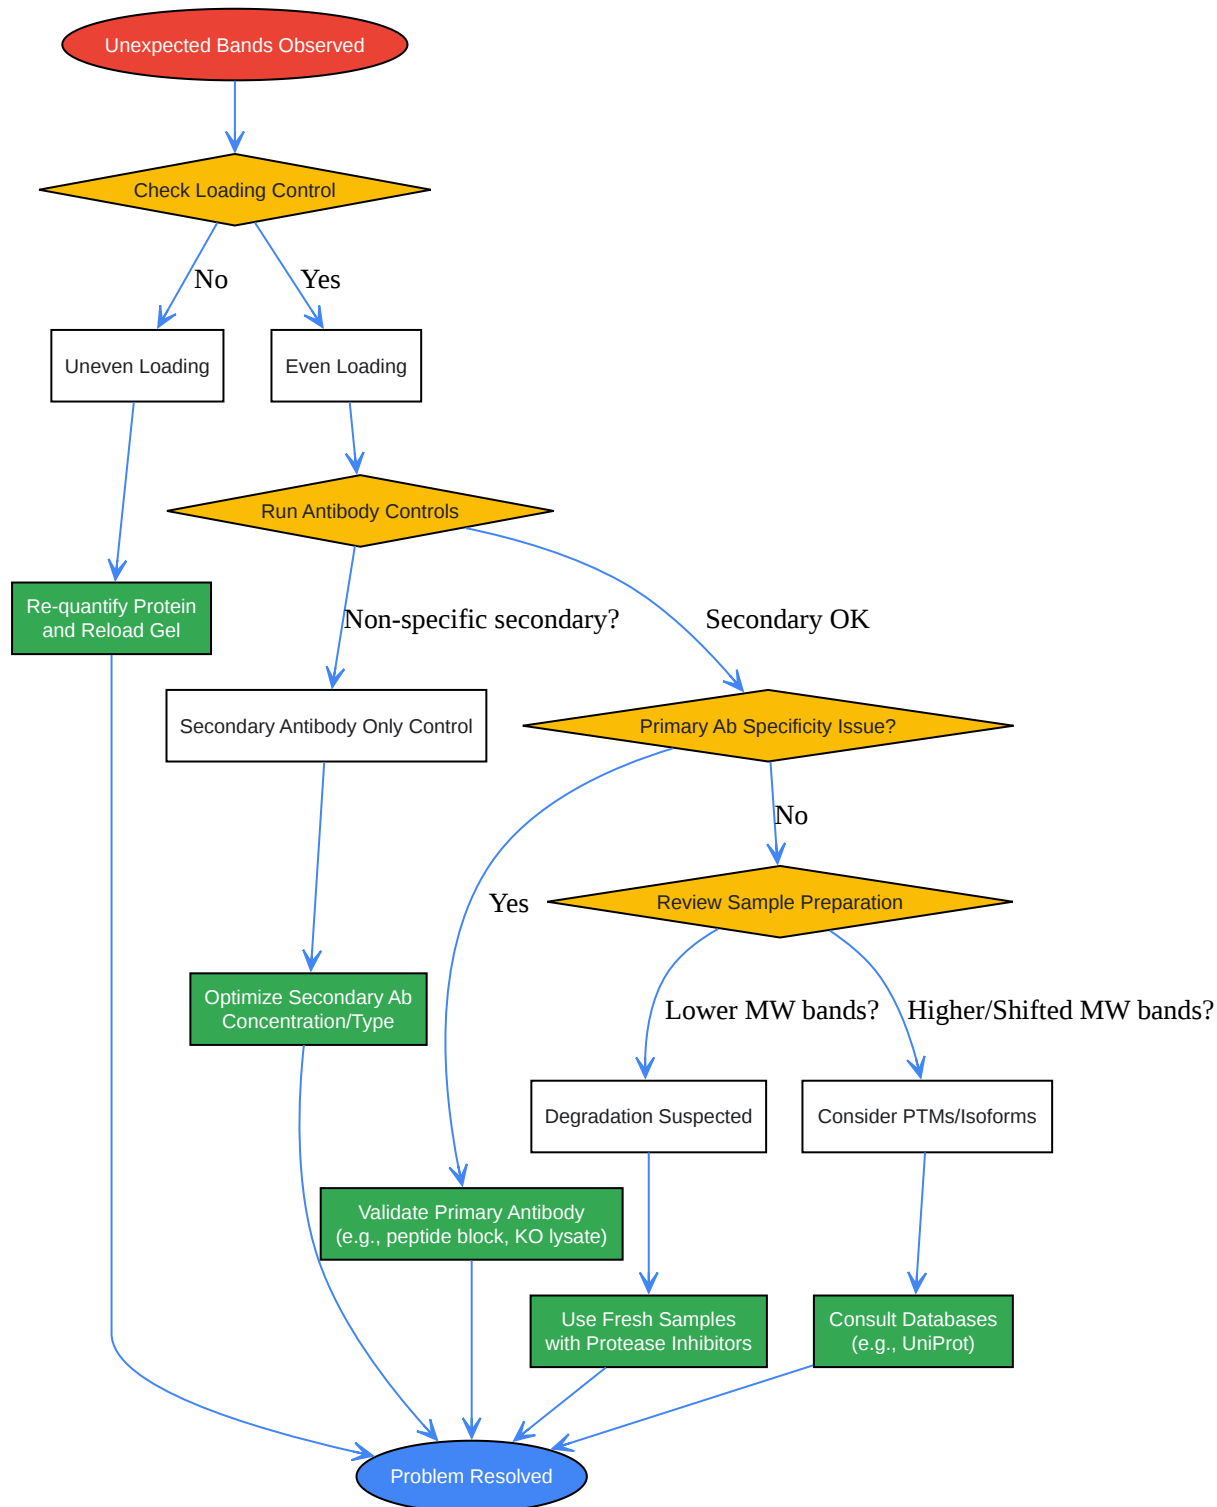 Unexpected Bands Observed
Check Loading Control
No
Yes
Uneven Loading
Even Loading
Run Antibody Controls
Re-quantify Protein
and Reload Gel
Non-specific secondary?
Secondary OK
Secondary Antibody Only Control
Primary Ab Specificity Issue?
No
Yes
Review Sample Preparation
Optimize Secondary Ab
Concentration/Type
Lower MW bands?
Higher/Shifted MW bands?
Degradation Suspected
Consider PTMs/Isoforms
Validate Primary Antibody
(e.g., peptide block, KO lysate)
Use Fresh Samples
with Protease Inhibitors
Consult Databases
(e.g., UniProt)
Problem Resolved